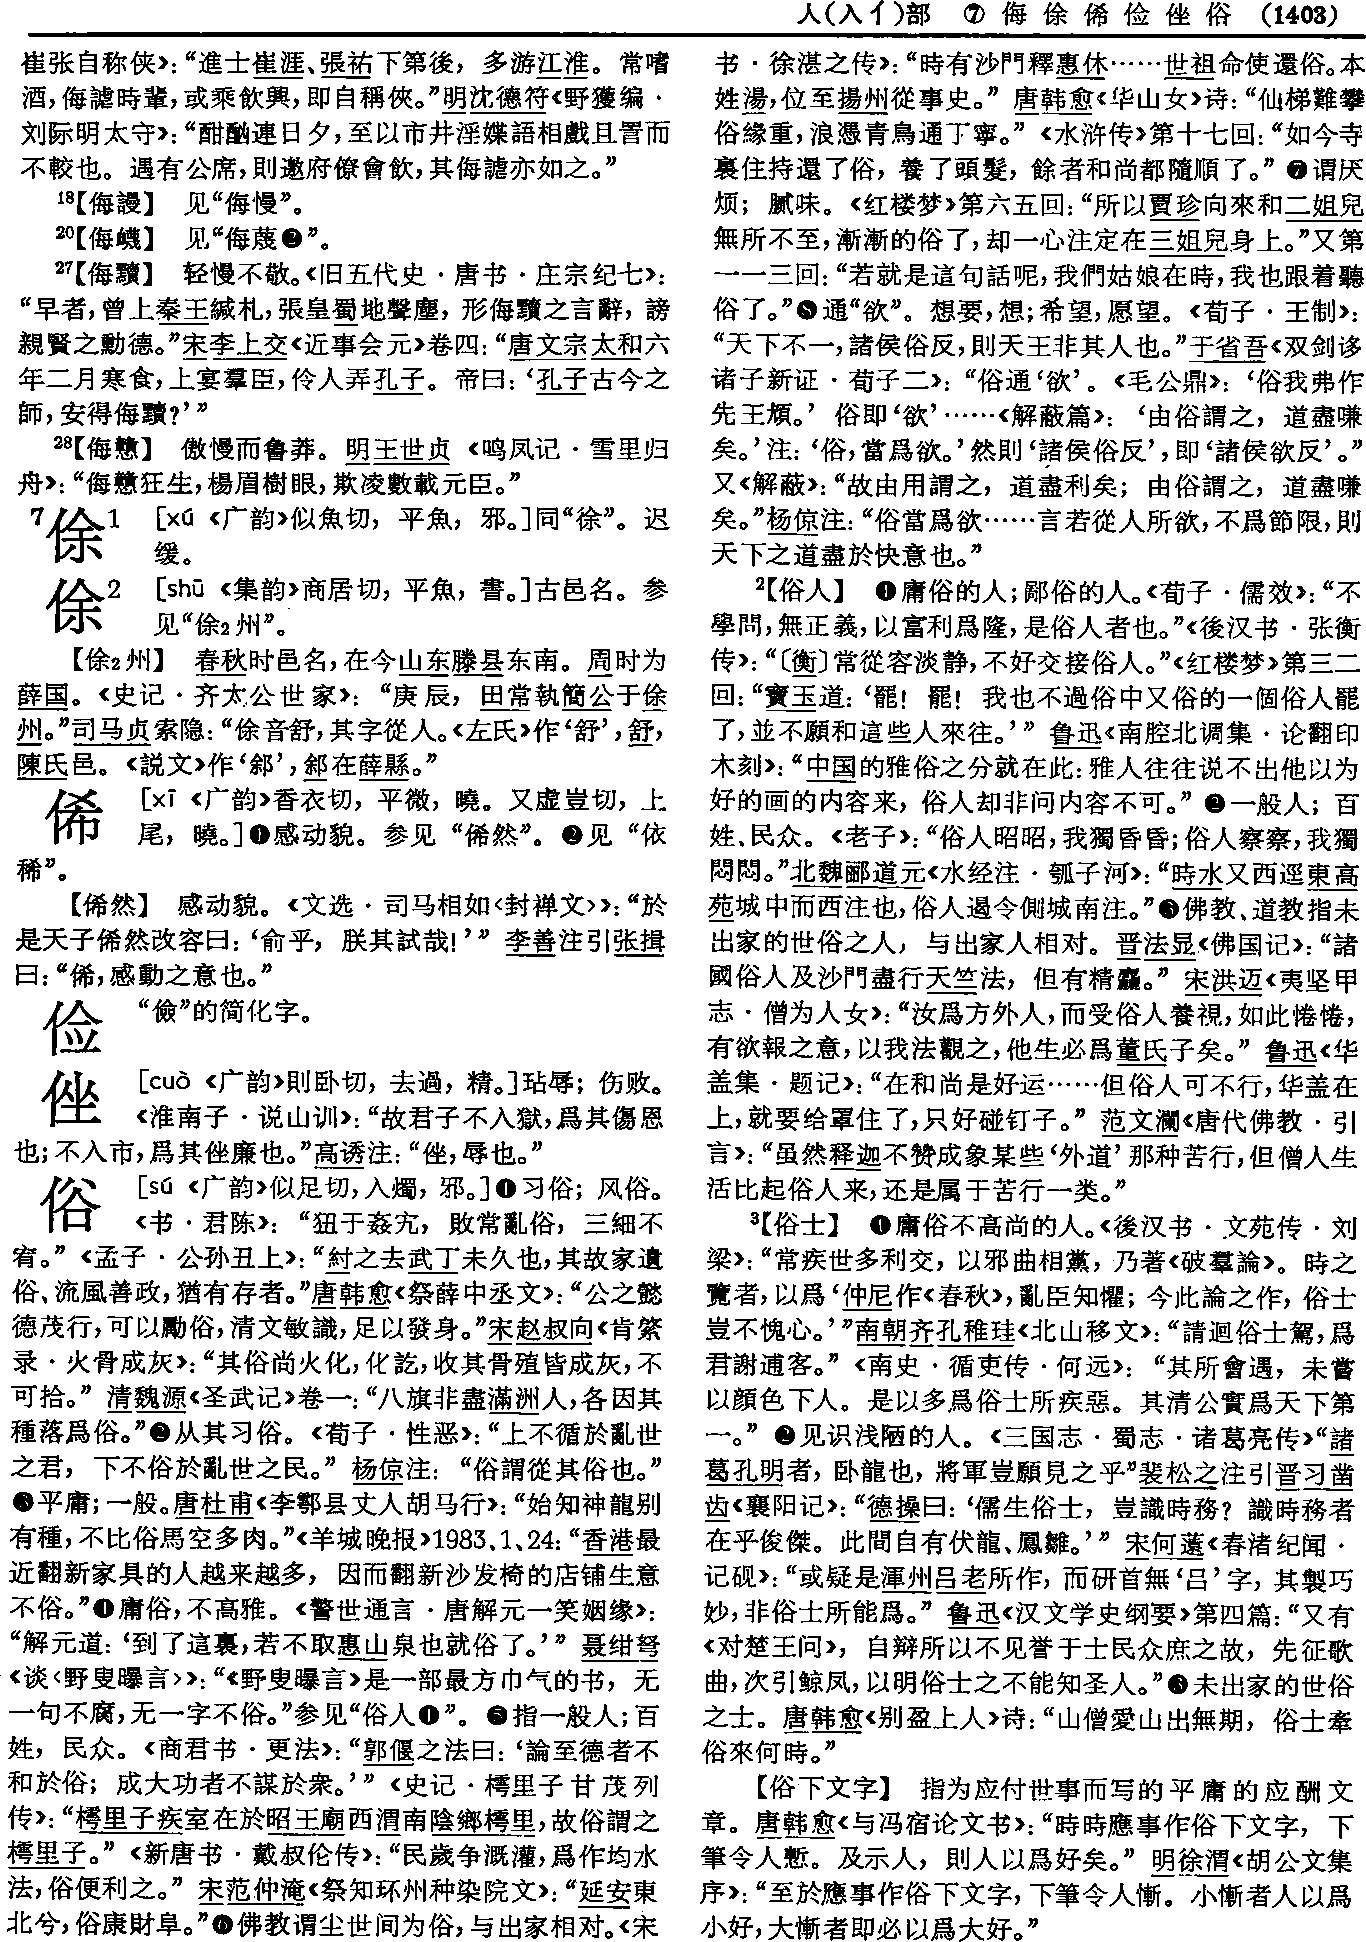 人(入亻)部 ❼ 侮 俆 俙 俭 侳 俗 (1403)
崔张自称侠》：“進士崔涯、張祜下第後，多游江淮。常嗜
酒，侮謔時輩，或乘飲興，即自稱俠。”明沈德符《野獲编·
刘际明太守》：“酣酗連日夕，至以市井淫媟語相戲且詈而
不較也。遇有公席，則邀府僚會飲，其侮謔亦如之。”
18【侮謾】 见“侮慢”。
20【侮蠛】 见“侮蔑❷”。
27【侮黷】 轻慢不敬。《旧五代史·唐书·庄宗纪七》：
“早者，曾上秦王緘札，張皇蜀地聲塵，形侮黷之言辭，謗
親賢之勳德。”宋李上交《近事会元》卷四：“唐文宗太和六
年二月寒食，上宴羣臣，伶人弄孔子。帝曰：‘孔子古今之
師，安得侮黷？’”
28【侮戇】 傲慢而鲁莽。明王世贞《鸣凤记·雪里归
舟》：“侮戇狂生，楊眉樹眼，欺凌數載元臣。”
7俆1 [xú 《广韵》似魚切，平魚，邪。]同“徐”。迟
缓。
俆2 [shū 《集韵》商居切，平魚，書。]古邑名。参
见“俆2州”。
【俆2州】 春秋时邑名，在今山东滕县东南。周时为
薛国。《史记·齐太公世家》：“庚辰，田常執簡公于俆
州。”司马贞索隐：“俆音舒，其字從人。《左氏》作‘舒’，舒，
陳氏邑。《説文》作‘䣄’，䣄在薛縣。”
俙 [xī 《广韵》香衣切，平微，曉。又虚豈切，上
尾，曉。]❶感动貌。参见“俙然”。❷见“依
稀”。
【俙然】 感动貌。《文选·司马相如〈封禅文〉》：“於
是天子俙然改容曰：‘俞乎，朕其試哉！’”李善注引张揖
曰：“俙，感動之意也。”
俭 “儉”的简化字。
侳 [cuò 《广韵》則卧切，去過，精。]玷辱；伤败。
《淮南子·说山训》：“故君子不入獄，爲其傷恩
也；不入市，爲其侳廉也。”高诱注：“侳，辱也。”
俗 [sú 《广韵》似足切，入燭，邪。]❶习俗；风俗。
《书·君陈》：“狃于姦宄，敗常亂俗，三細不
宥。”《孟子·公孙丑上》：“紂之去武丁未久也，其故家遺
俗、流風善政，猶有存者。”唐韩愈《祭薛中丞文》：“公之懿
德茂行，可以勵俗，清文敏識，足以發身。”宋赵叔向《肯綮
录·火骨成灰》：“其俗尚火化，化訖，收其骨殖皆成灰，不
可拾。”清魏源《圣武记》卷一：“八旗非盡滿洲人，各因其
種落爲俗。”❷从其习俗。《荀子·性恶》：“上不循於亂世
之君，下不俗於亂世之民。”杨倞注：“俗謂從其俗也。”
❸平庸；一般。唐杜甫《李鄠县丈人胡马行》：“始知神龍别
有種，不比俗馬空多肉。”《羊城晚报》1983.1.24：“香港最
近翻新家具的人越来越多，因而翻新沙发椅的店铺生意
不俗。”❹庸俗，不高雅。《警世通言·唐解元一笑姻缘》：
“解元道：‘到了這裏，若不取惠山泉也就俗了。’”聂绀弩
《谈〈野叟曝言〉》：“《野叟曝言》是一部最方巾气的书，无
一句不腐，无一字不俗。”参见“俗人❶”。❺指一般人；百
姓，民众。《商君书·更法》：“郭偃之法曰：‘論至德者不
和於俗；成大功者不謀於衆。’”《史记·樗里子甘茂列
传》：“樗里子疾室在於昭王廟西渭南陰鄉樗里，故俗謂之
樗里子。”《新唐书·戴叔伦传》：“民歲争溉灌，爲作均水
法，俗便利之。”宋范仲淹《祭知环州种染院文》：“延安東
北兮，俗康財阜。”❻佛教谓尘世间为俗，与出家相对。《宋
书·徐湛之传》：“時有沙門釋惠休……世祖命使還俗。本
姓湯，位至揚州從事史。”唐韩愈《华山女》诗：“仙梯難攀
俗緣重，浪憑青鳥通丁寧。”《水浒传》第十七回：“如今寺
裏住持還了俗，養了頭髮，餘者和尚都隨順了。”❼谓厌
烦；腻味。《红楼梦》第六五回：“所以賈珍向來和二姐兒
無所不至，漸漸的俗了，却一心注定在三姐兒身上。”又第
一一三回：“若就是這句話呢，我們姑娘在時，我也跟着聽
俗了。”❽通“欲”。想要，想；希望，愿望。《荀子·王制》：
“天下不一，諸侯俗反，則天王非其人也。”于省吾《双剑誃
诸子新证·荀子二》：“俗通‘欲’。《毛公鼎》：‘俗我弗作
先王頄。’俗即‘欲’……《解蔽篇》：‘由俗謂之，道盡嗛
矣。’注：‘俗，當爲欲。’然則‘諸侯俗反’，即‘諸侯欲反’。”
又《解蔽》：“故由用謂之，道盡利矣；由俗謂之，道盡嗛
矣。”杨倞注：“俗當爲欲……言若從人所欲，不爲節限，則
天下之道盡於快意也。”
2【俗人】 ❶庸俗的人；鄙俗的人。《荀子·儒效》：“不
學問，無正義，以富利爲隆，是俗人者也。”《後汉书·张衡
传》：“〔衡〕常從容淡静，不好交接俗人。”《红楼梦》第三二
回：“寶玉道：‘罷！罷！我也不過俗中又俗的一個俗人罷
了，並不願和這些人來往。’”鲁迅《南腔北调集·论翻印
木刻》：“中国的雅俗之分就在此：雅人往往说不出他以为
好的画的内容来，俗人却非问内容不可。”❷一般人；百
姓、民众。《老子》：“俗人昭昭，我獨昏昏；俗人察察，我獨
悶悶。”北魏郦道元《水经注·瓠子河》：“時水又西逕東高
苑城中而西注也，俗人遏令側城南注。”❸佛教、道教指未
出家的世俗之人，与出家人相对。晋法显《佛国记》：“諸
國俗人及沙門盡行天竺法，但有精麤。”宋洪迈《夷坚甲
志·僧为人女》：“汝爲方外人，而受俗人養視，如此惓惓，
有欲報之意，以我法觀之，他生必爲董氏子矣。”鲁迅《华
盖集·题记》：“在和尚是好运……但俗人可不行，华盖在
上，就要给罩住了，只好碰钉子。”范文瀾《唐代佛教·引
言》：“虽然释迦不赞成象某些‘外道’那种苦行，但僧人生
活比起俗人来，还是属于苦行一类。”
3【俗士】 ❶庸俗不高尚的人。《後汉书·文苑传·刘
梁》：“常疾世多利交，以邪曲相黨，乃著《破羣論》。時之
覽者，以爲‘仲尼作《春秋》，亂臣知懼；今此論之作，俗士
豈不愧心。’”南朝齐孔稚珪《北山移文》：“請迴俗士駕，爲
君謝逋客。”《南史·循吏传·何远》：“其所會遇，未嘗
以顔色下人。是以多爲俗士所疾惡。其清公實爲天下第
一。”❷见识浅陋的人。《三国志·蜀志·诸葛亮传》“諸
葛孔明者，卧龍也，將軍豈願見之乎”裴松之注引晋习凿
齿《襄阳记》：“德操曰：‘儒生俗士，豈識時務？識時務者
在乎俊傑。此間自有伏龍、鳳雛。’”宋何薳《春渚纪闻·
记砚》：“或疑是澤州吕老所作，而研首無‘吕’字，其製巧
妙，非俗士所能爲。”鲁迅《汉文学史纲要》第四篇：“又有
《对楚王问》，自辩所以不见誉于士民众庶之故，先征歌
曲，次引鲸凤，以明俗士之不能知圣人。”❸未出家的世俗
之士。唐韩愈《别盈上人》诗：“山僧愛山出無期，俗士牽
俗來何時。”
【俗下文字】 指为应付世事而写的平庸的应酬文
章。唐韩愈《与冯宿论文书》：“時時應事作俗下文字，下
筆令人慙。及示人，則人以爲好矣。”明徐渭《胡公文集
序》：“至於應事作俗下文字，下筆令人慚。小慚者人以爲
小好，大慚者即必以爲大好。”